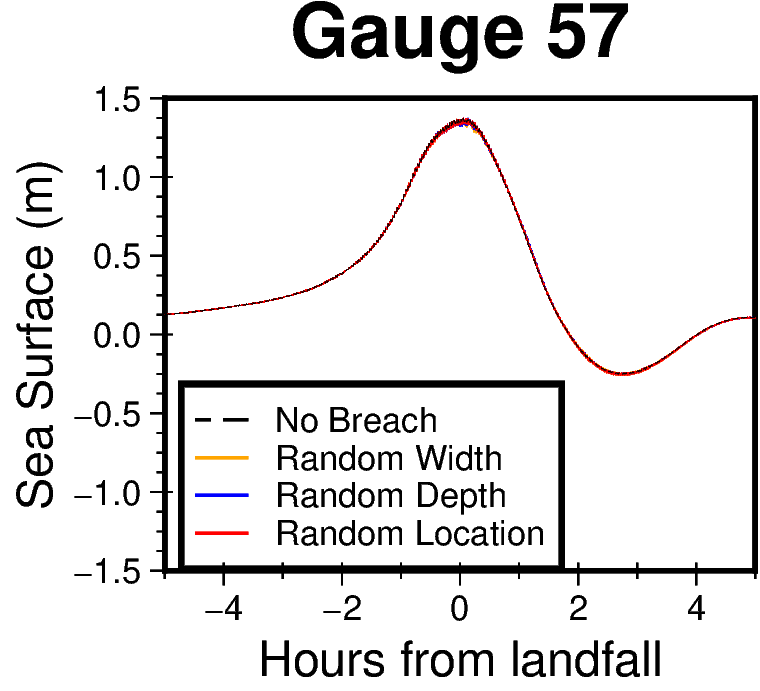 Gauge 57
1.5
1.0
0.5
0.0
−0.5
−1.0
−1.5
Sea Surface (m)
No Breach
Random Width
Random Depth
Random Location
−4 −2 0 2 4
Hours from landfall